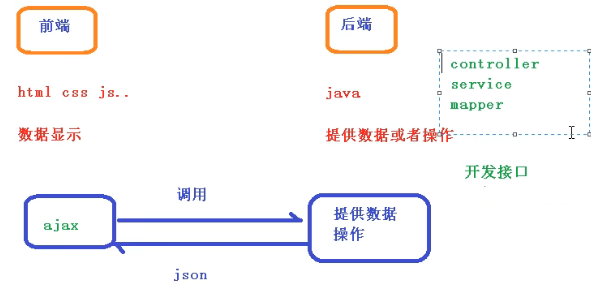 前端
html css js..
数据显示
后端
java
提供数据或者操作
controller
service
mapper
开发接口
ajax
调用
提供数据
操作
json